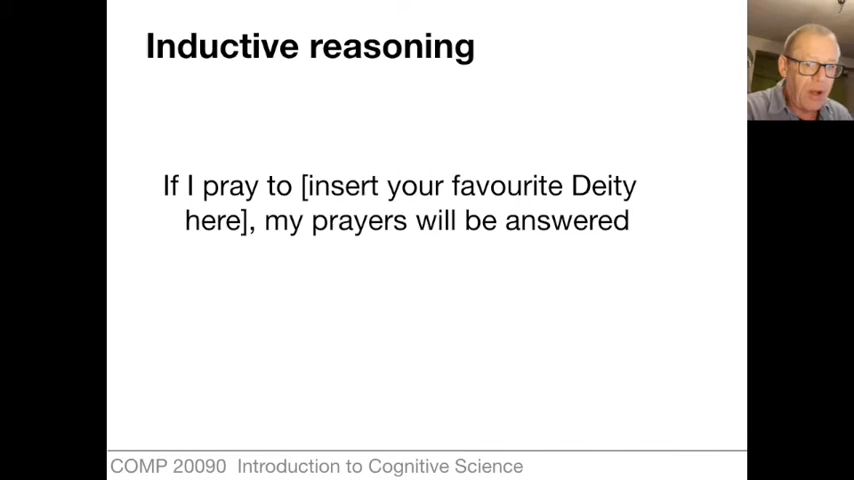 Inductive reasoning
If I pray to [insert your favourite Deity
here], my prayers will be answered
COMP 20090 Introduction to Cognitive Science